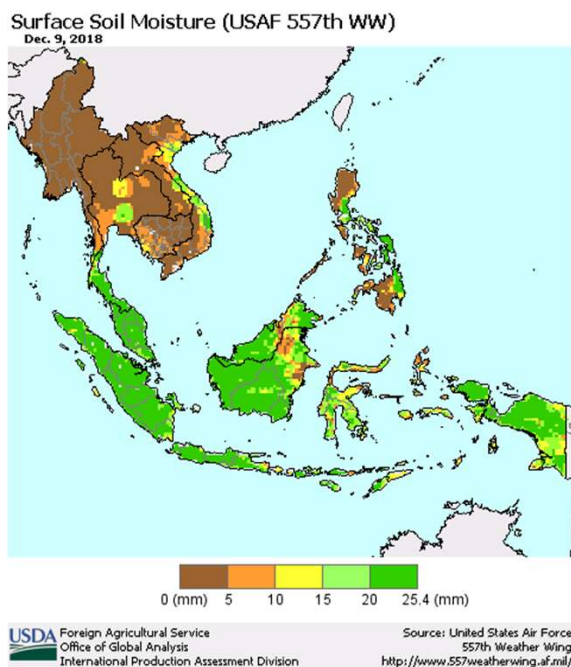 Surface Soil Moisture (USAF 557th WW)
Dec. 9, 2018
0 (mm) 5 10 15 20 25.4 (mm)
USDA Foreign Agricultural Service
Office of Global Analysis
International Production Assessment Division
Source: United States Air Force
557th Weather Wing
http://www.557weatherwing.af.mil/